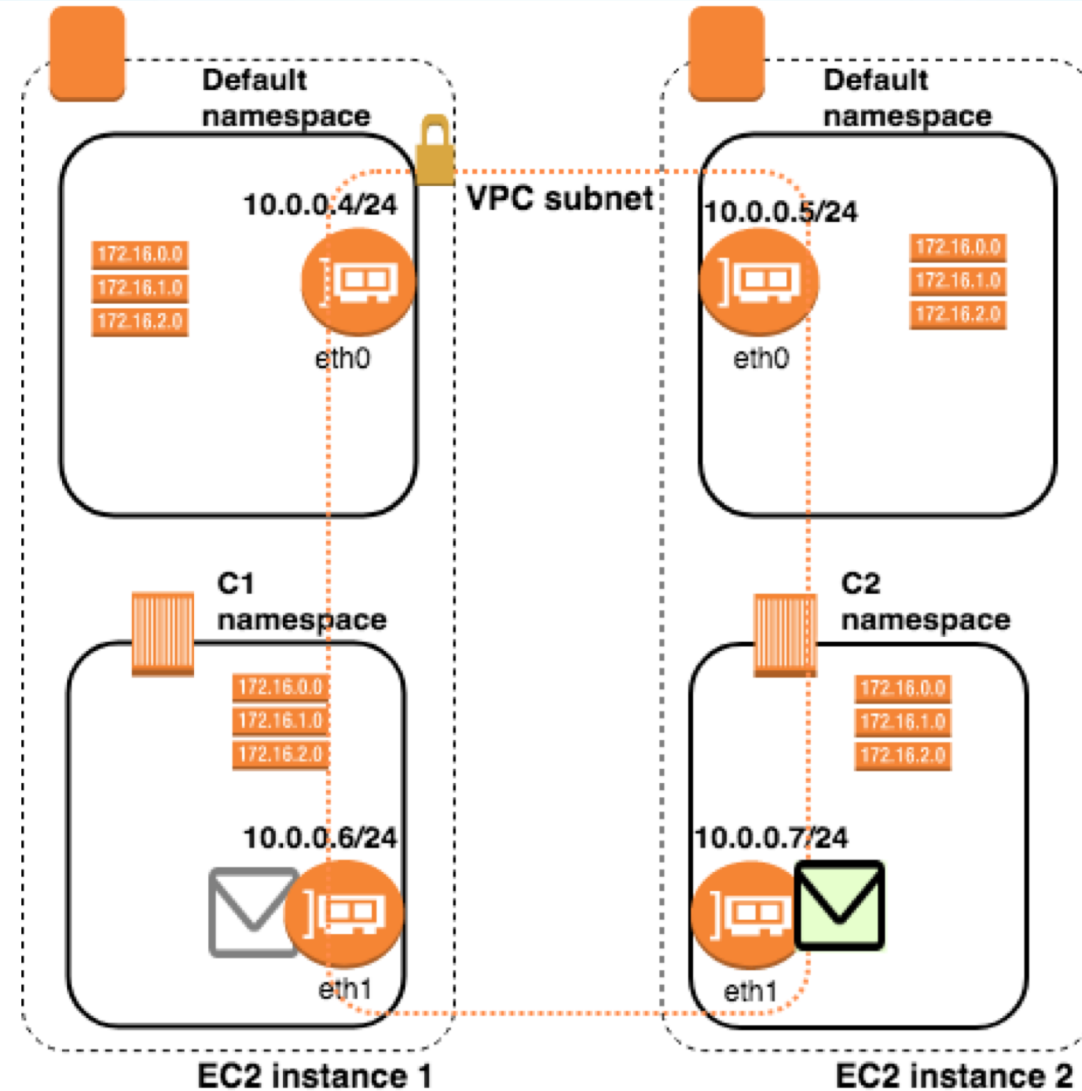 Default
namespace
Default
namespace
VPC subnet
10.0.0.4/24
10.0.0.5/24
172.16.0.0
172.16.1.0
172.16.2.0
172.16.0.0
172.16.1.0
172.16.2.0
eth0
eth0
C1
namespace
C2
namespace
172.16.0.0
172.16.1.0
172.16.2.0
172.16.0.0
172.16.1.0
172.16.2.0
10.0.0.6/24
10.0.0.7/24
eth1
eth1
EC2 instance 1
EC2 instance 2